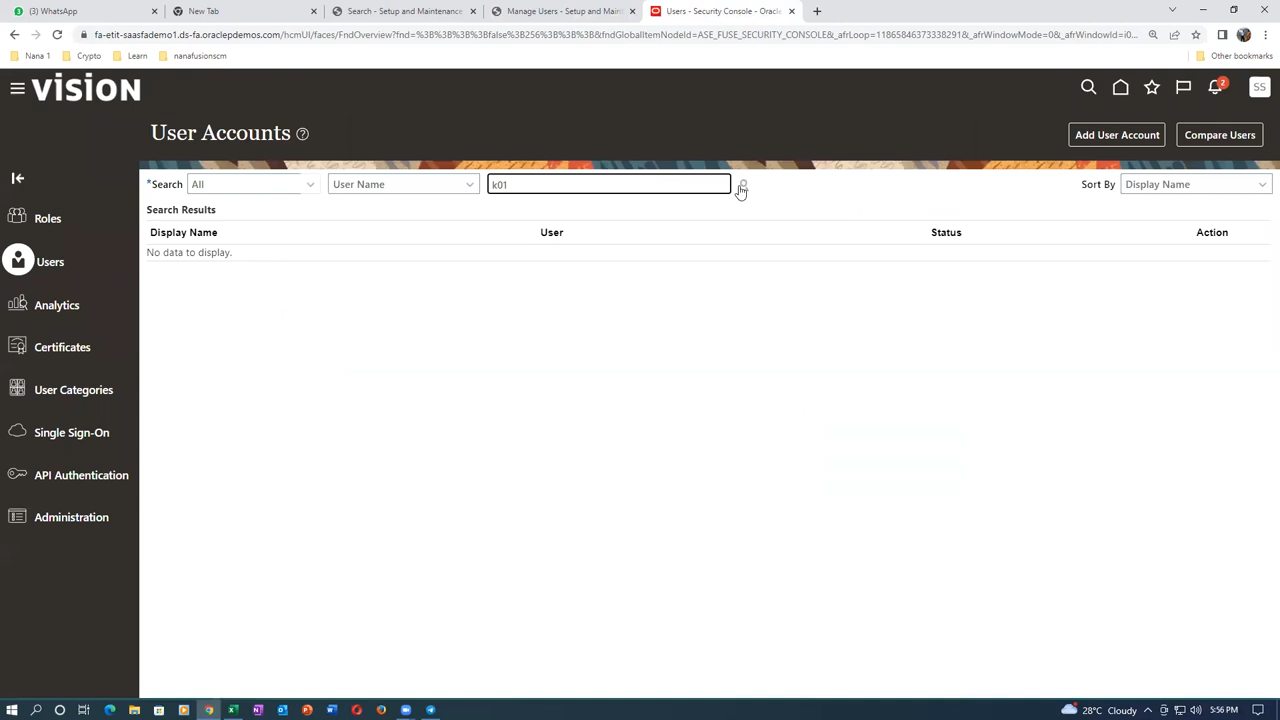 (3) WhatsApp
New Tab
Search - Setup and Maintenance
Manage Users - Setup and Main
Users - Security Console - Oracle
fa-etit-saasfademo1.ds-fa.oraclepdemos.com/hcmUI/faces/FndOverview?fnd=%3B%3B%3B%3Bfalse%3B256%3B%3B%3B&fndGlobalItemNodeId=ASE_FUSE_SECURITY_CONSOLE&_afrLoop=11865846373338291&_afrWindowMode=0&_afrWindowId=i0...
Nana 1
Crypto
Learn
nanafusionscm
Other bookmarks
VISION
2
SS
User Accounts ?
Add User Account
Compare Users
*Search All
User Name
k01
Sort By Display Name
Search Results
Display Name
User
Status
Action
No data to display.
Roles
Users
Analytics
Certificates
User Categories
Single Sign-On
API Authentication
Administration
28°C Cloudy
5:56 PM